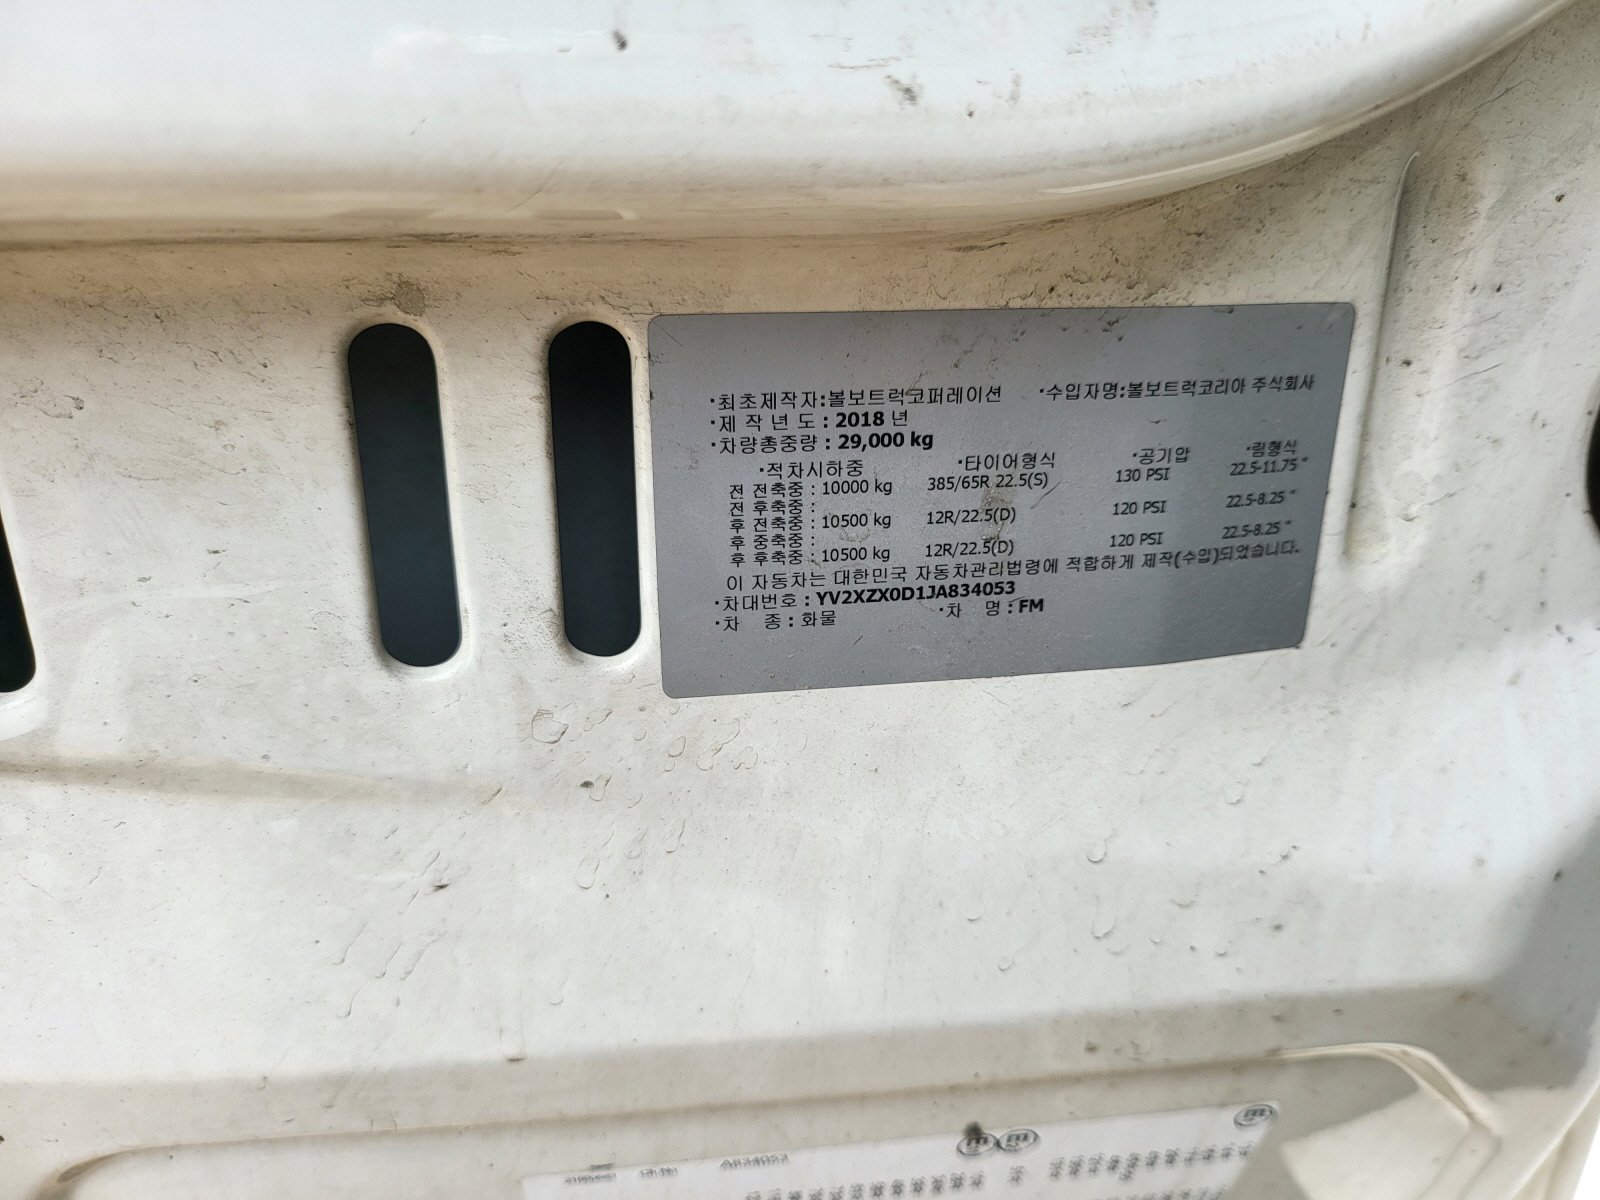 ·최초제작자:볼보트럭코퍼레이션 ·수입자명:볼보트럭코리아 주식회사
·제 작 년 도 : 2018 년
·차량총중량 : 29,000 kg
·적차시하중 ·타이어형식 ·공기압 ·림형식
전 전축중 : 10000 kg 385/65R 22.5(S) 130 PSI 22.5-11.75 "
전 후축중 :
후 전축중 : 10500 kg 12R/22.5(D) 120 PSI 22.5-8.25 "
후 중축중 :
후 후축중 : 10500 kg 12R/22.5(D) 120 PSI 22.5-8.25 "
이 자동차는 대한민국 자동차관리법령에 적합하게 제작(수입)되었습니다.
·차대번호 : YV2XZX0D1JA834053
·차 종 : 화물 ·차 명 : FM
A834053